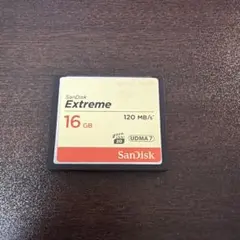 SanDisk
Extreme
16 GB
120 MB/s
UDMA 7
SanDisk